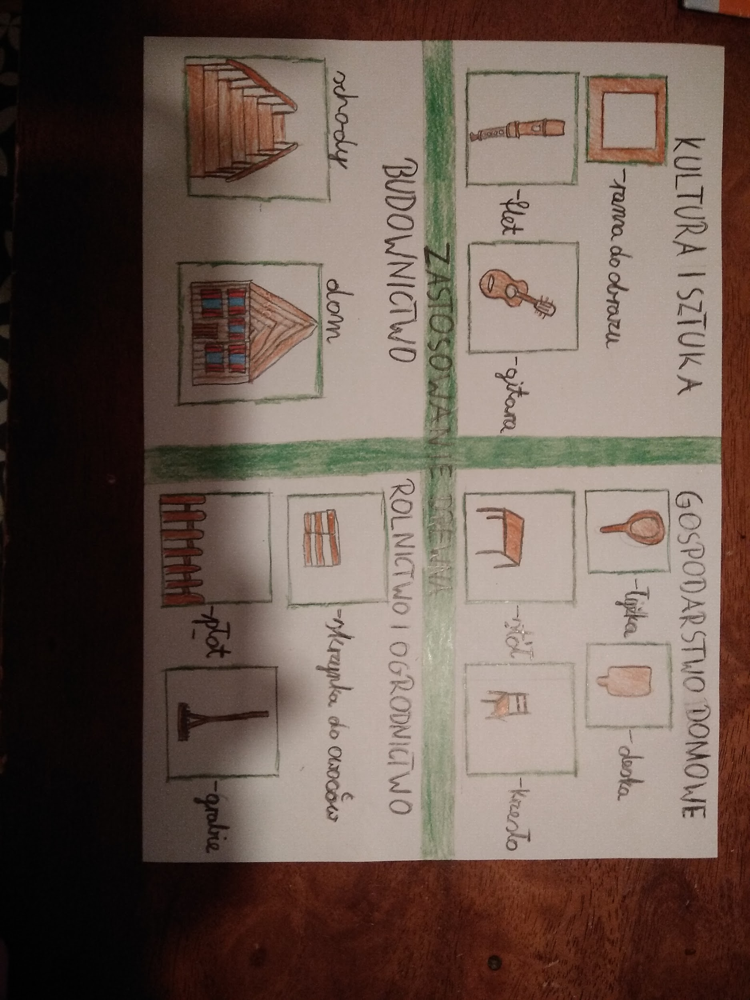 KULTURA I SZTUKA
-rama do obrazu
-flet
-gitara
GOSPODARSTWO DOMOWE
-łyżka
-deska
-stół
-krzesło
ZASTOSOWANIE DREWNA
BUDOWNICTWO
schody
dom
ROLNICTWO I OGRODNICTWO
-skrzynka do owoców
-płot
-grabie